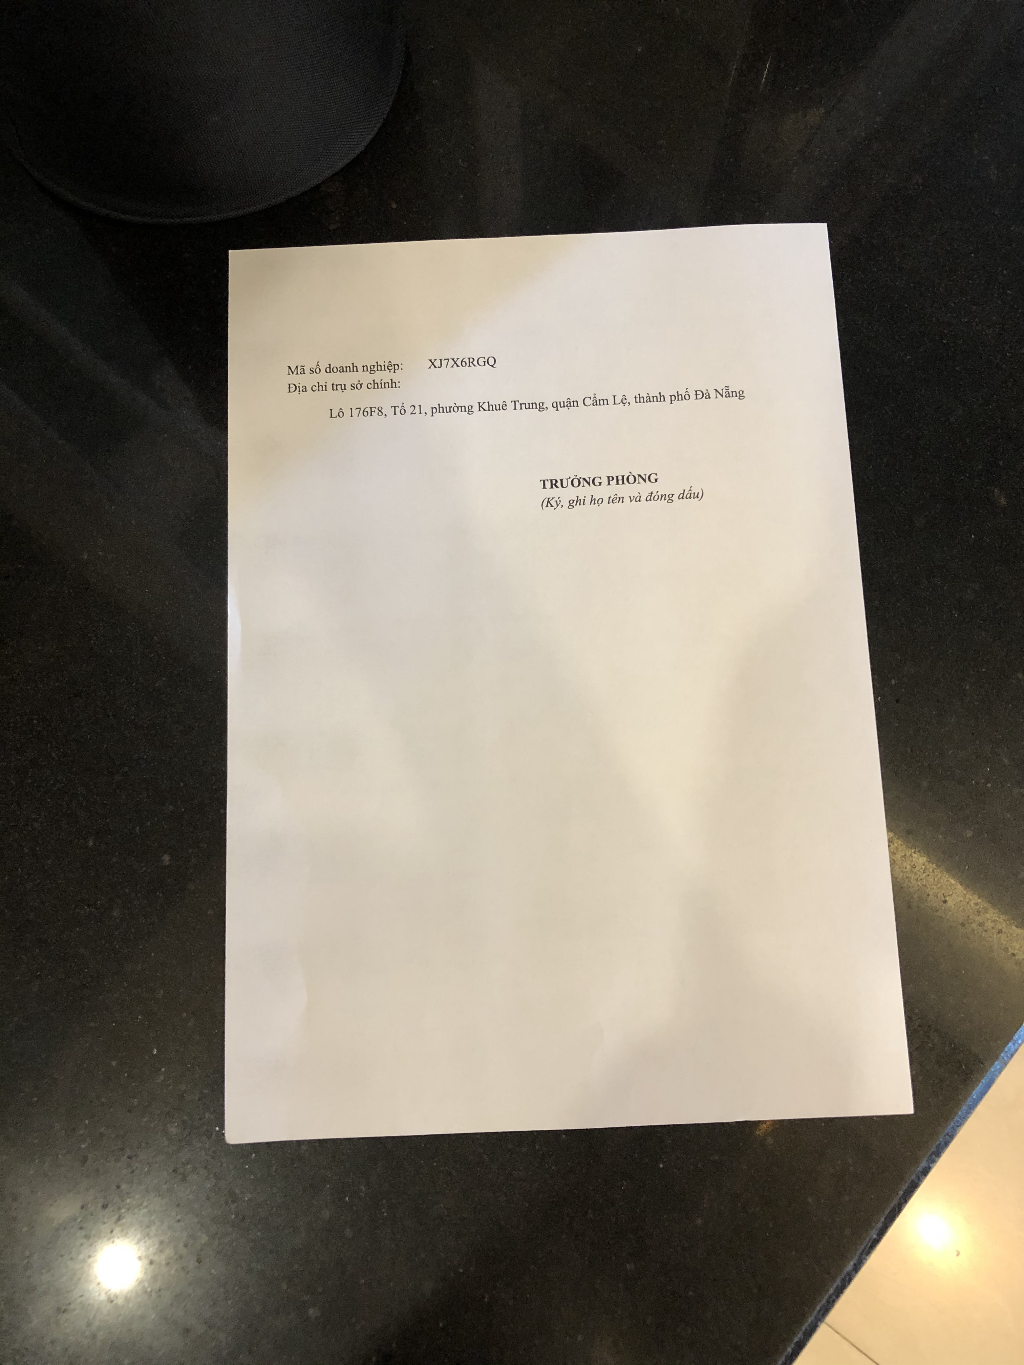 Mã số doanh nghiệp: XJ7X6RGQ
Địa chỉ trụ sở chính:
Lô 176F8, Tổ 21, phường Khuê Trung, quận Cẩm Lệ, thành phố Đà Nẵng
TRƯỞNG PHÒNG
(Ký, ghi họ tên và đóng dấu)